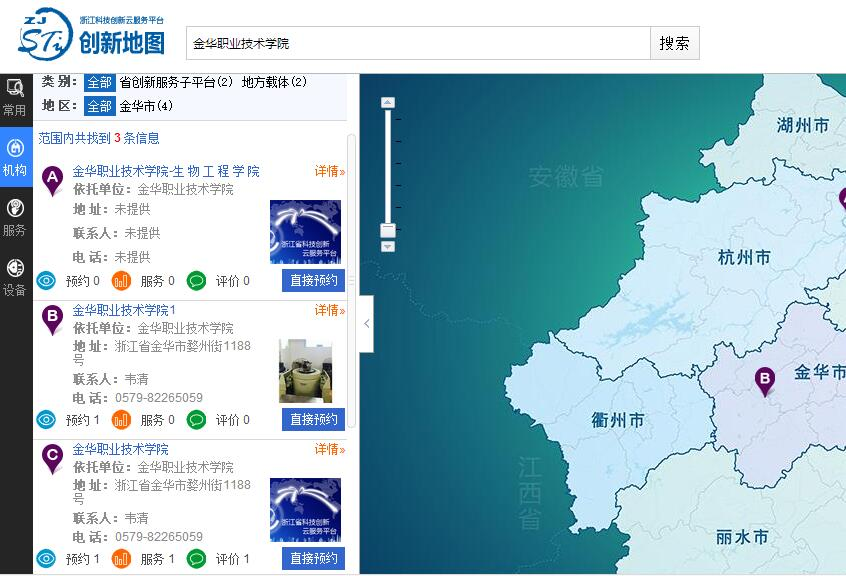 ZJ
STI
浙江科技创新云服务平台
创新地图
金华职业技术学院
搜索
常用
机构
服务
设备
类 别： 全部 省创新服务子平台(2) 地方载体(2)
地 区： 全部 金华市(4)
范围内共找到 3 条信息
A
金华职业技术学院-生 物 工 程 学 院
详情»
依托单位：金华职业技术学院
地 址：未提供
联系人：未提供
电 话：未提供
浙江省科技创新
云服务平台
预约 0 服务 0 评价 0
直接预约
B
金华职业技术学院1
详情»
依托单位：金华职业技术学院
地 址：浙江省金华市婺州街1188
号
联系人：韦清
电 话：0579-82265059
预约 1 服务 0 评价 0
直接预约
C
金华职业技术学院
详情»
依托单位：金华职业技术学院
地 址：浙江省金华市婺州街1188
号
联系人：韦清
电 话：0579-82265059
浙江省科技创新
云服务平台
预约 1 服务 1 评价 1
直接预约
湖州市
安徽省
杭州市
B
金华市
衢州市
江西省
丽水市